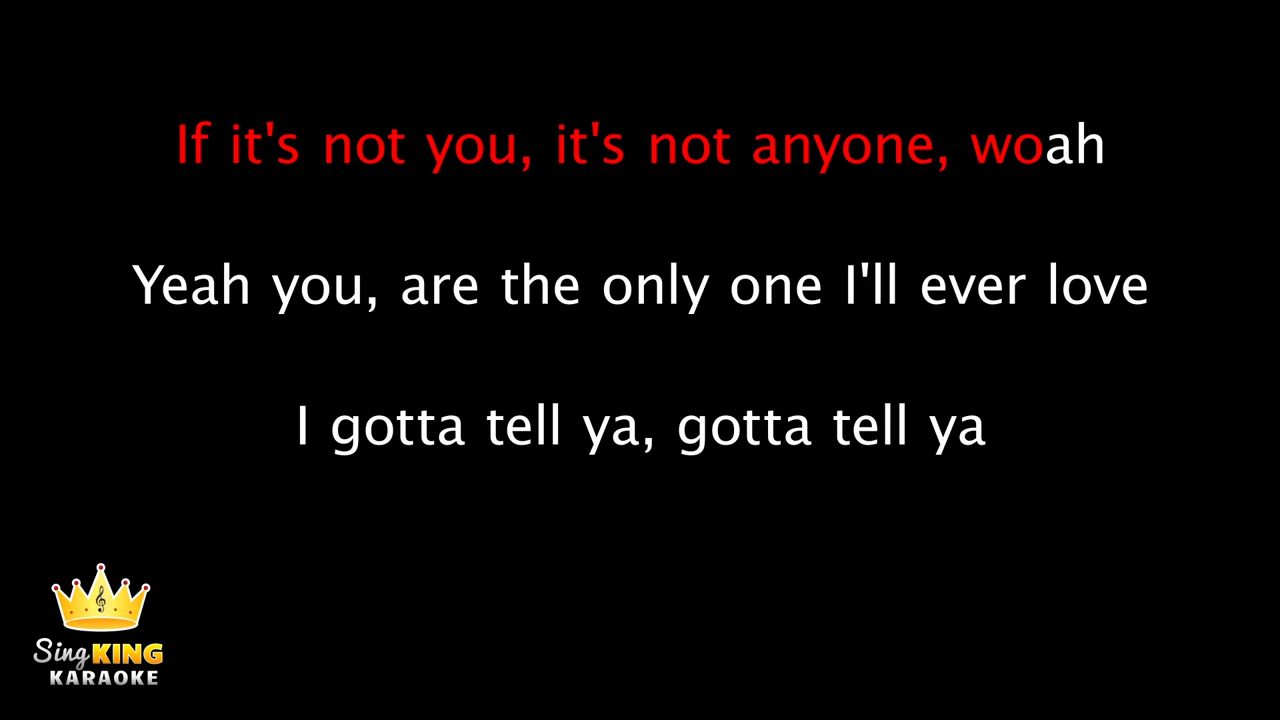 If it's not you, it's not anyone, woah
Yeah you, are the only one I'll ever love
I gotta tell ya, gotta tell ya
Sing KING
KARAOKE